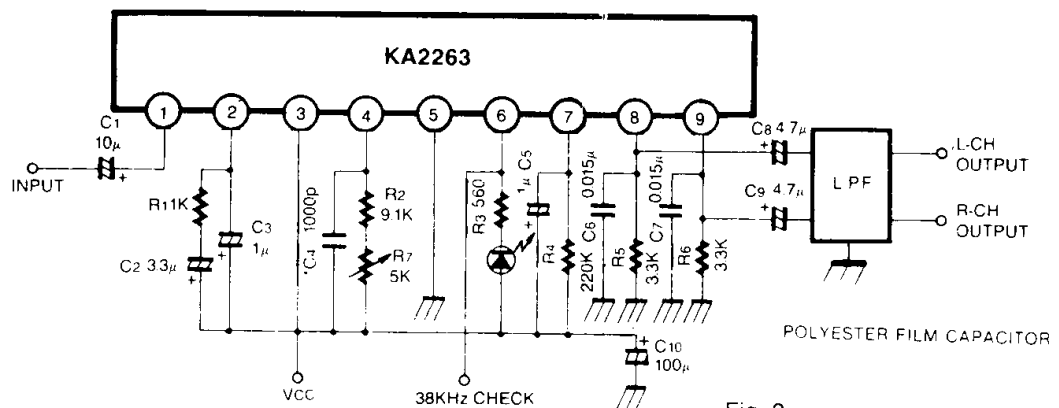 KA2263
1 2 3 4 5 6 7 8 9
C1
10μ
+
INPUT
R1 1K
C2 3.3μ
+
C3
1μ
+
1000p
C4
R2
9.1K
R7
5K
R3 560
1μ C5
+
R4
220K
C6 0.015μ
R5
3.3K
C7 0.015μ
R6
3.3K
C8 4.7μ
+
C9 4.7μ
+
LPF
L-CH
OUTPUT
R-CH
OUTPUT
POLYESTER FILM CAPACITOR
+ C10
100μ
VCC
38KHz CHECK